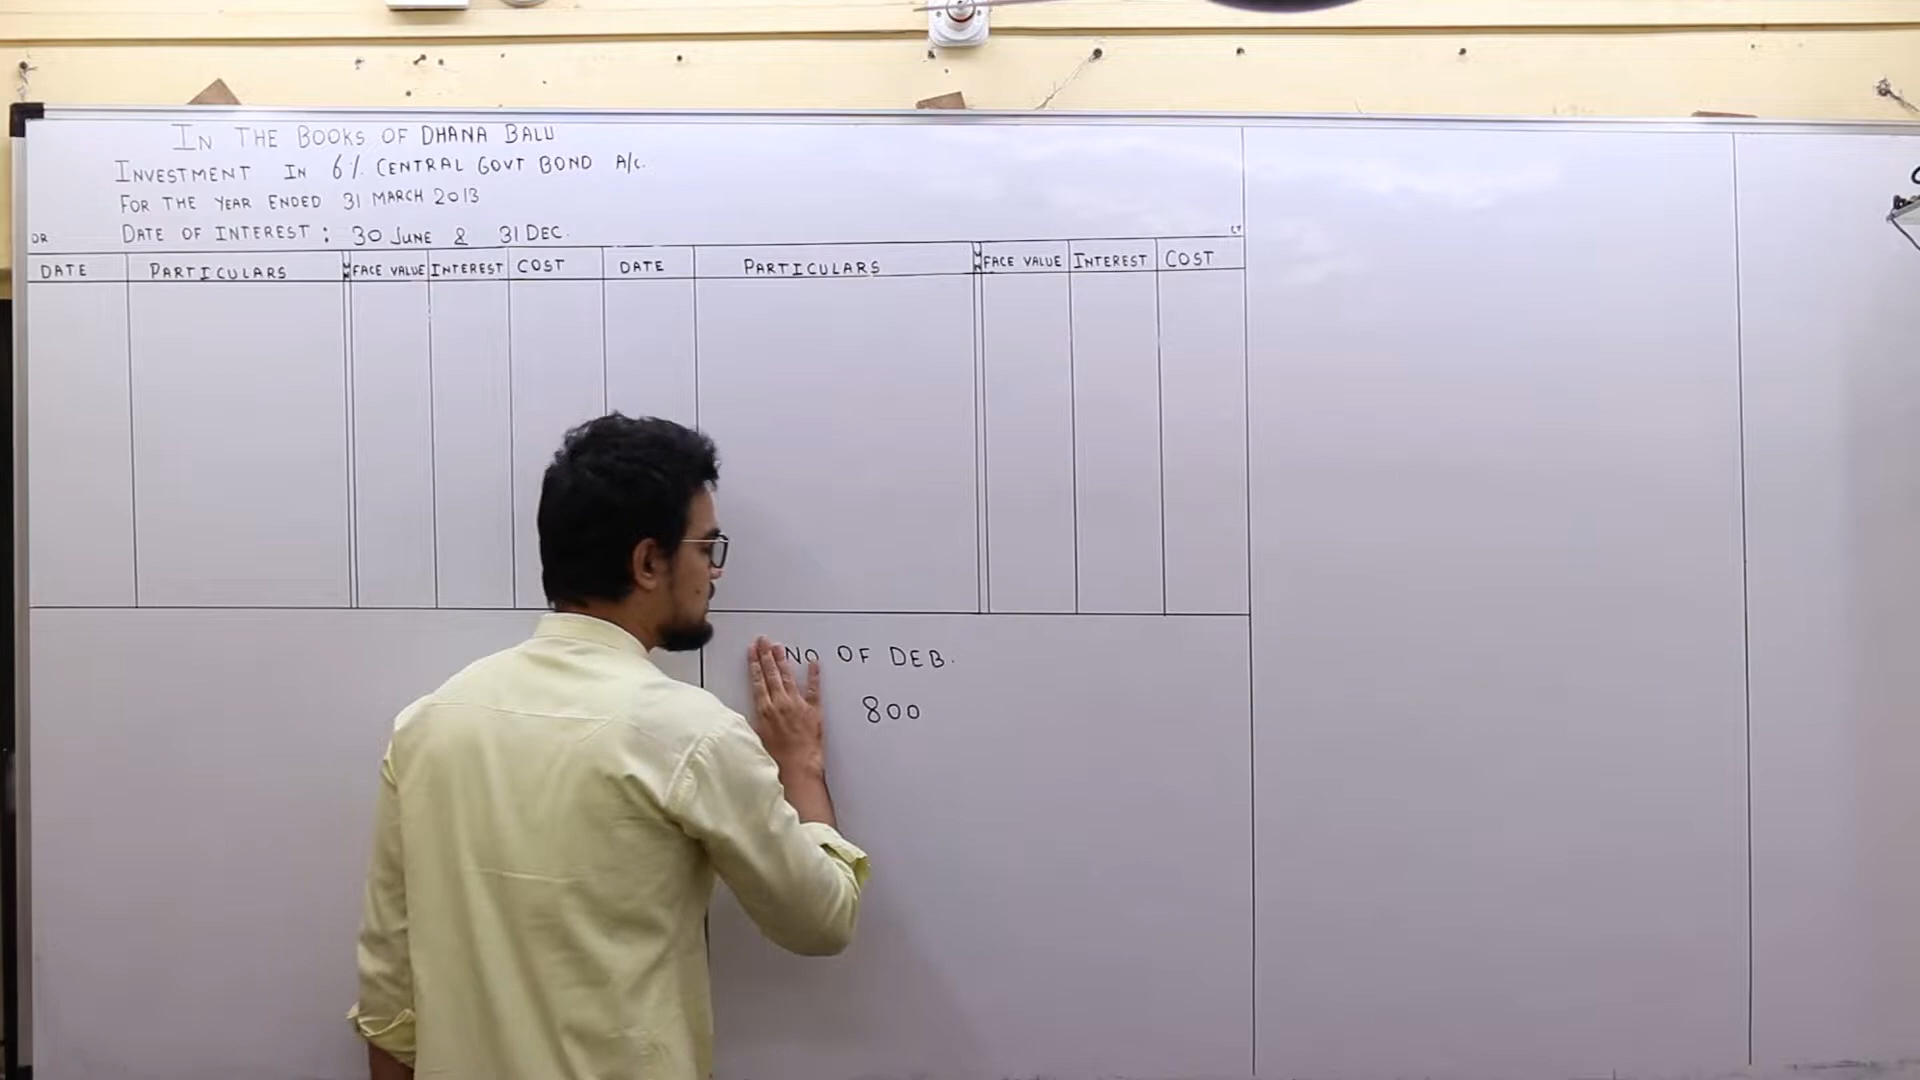 IN THE BOOKS OF DHANA BALU
INVESTMENT IN 6% CENTRAL GOVT BOND A/C.
FOR THE YEAR ENDED 31 MARCH 2013
DR DATE OF INTEREST : 30 JUNE & 31 DEC. CR
DATE PARTICULARS FACE VALUE INTEREST COST DATE PARTICULARS FACE VALUE INTEREST COST
NO OF DEB.
800